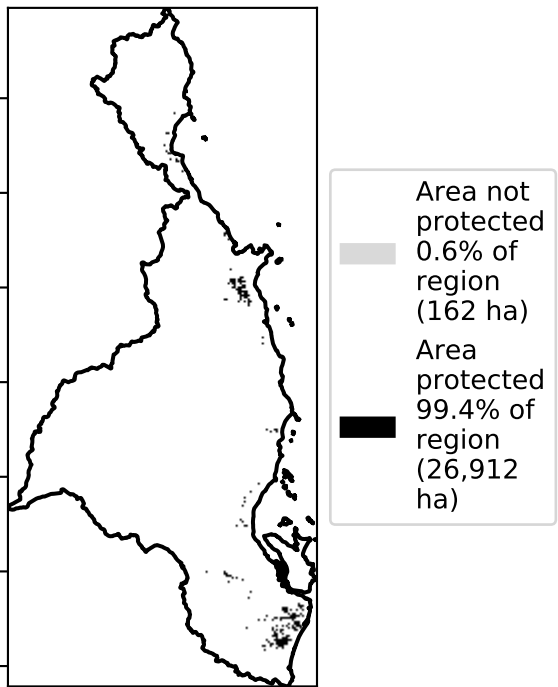 Area not
protected
0.6% of
region
(162 ha)
Area
protected
99.4% of
region
(26,912
ha)